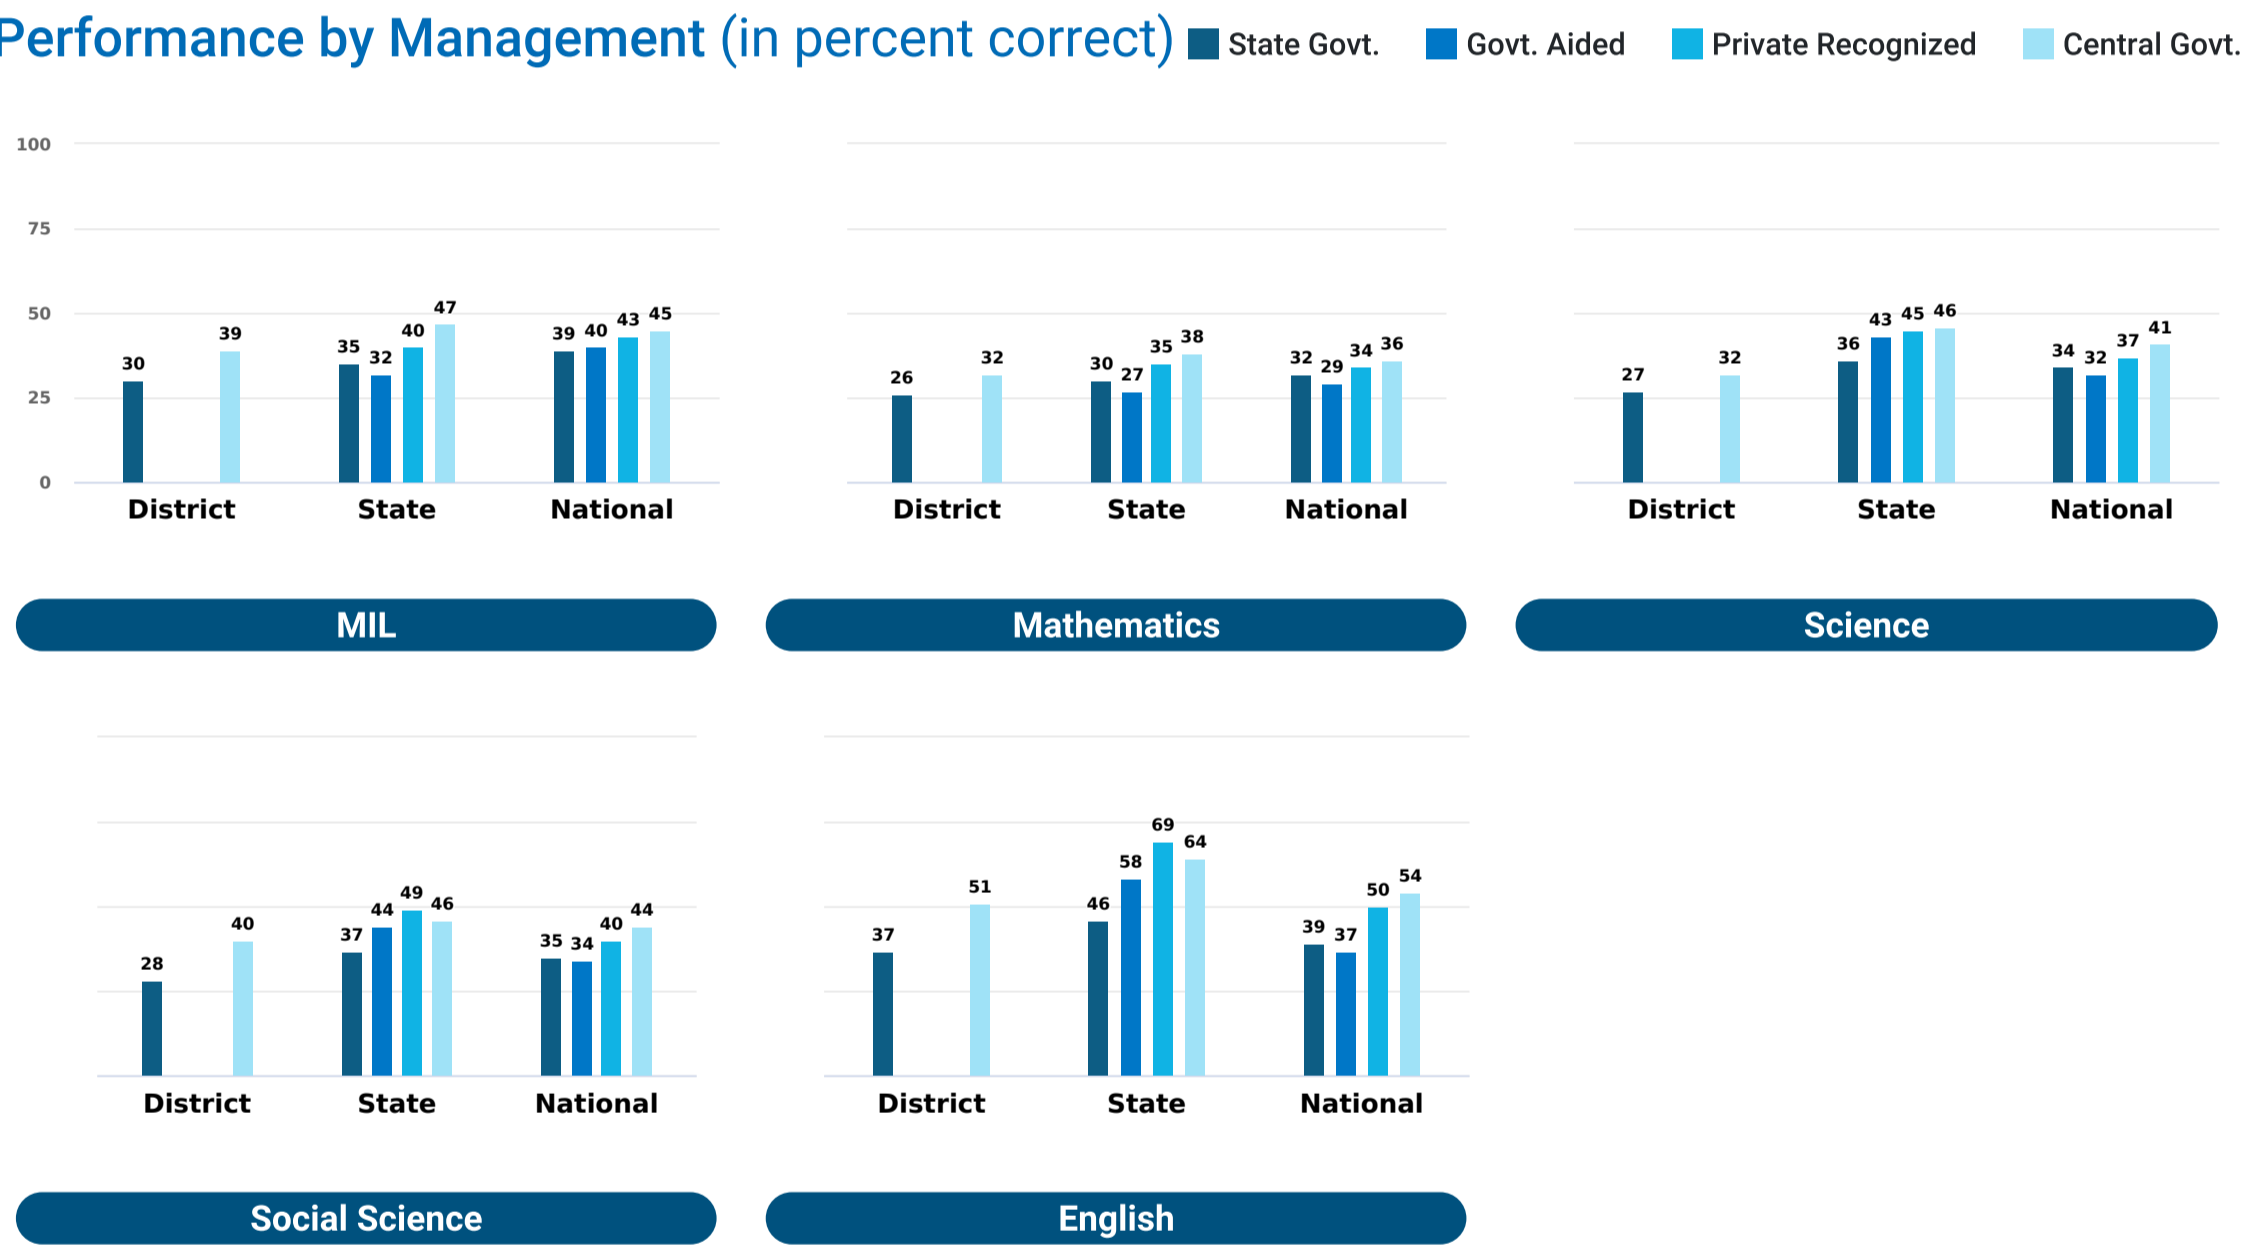 Performance by Management (in percent correct) State Govt. Govt. Aided Private Recognized Central Govt.
100
75
50
25
0
30 39 35 32 40 47 39 40 43 45
District State National
MIL
26 32 30 27 35 38 32 29 34 36
District State National
Mathematics
27 32 36 43 45 46 34 32 37 41
District State National
Science
28 40 37 44 49 46 35 34 40 44
District State National
Social Science
37 51 46 58 69 64 39 37 50 54
District State National
English